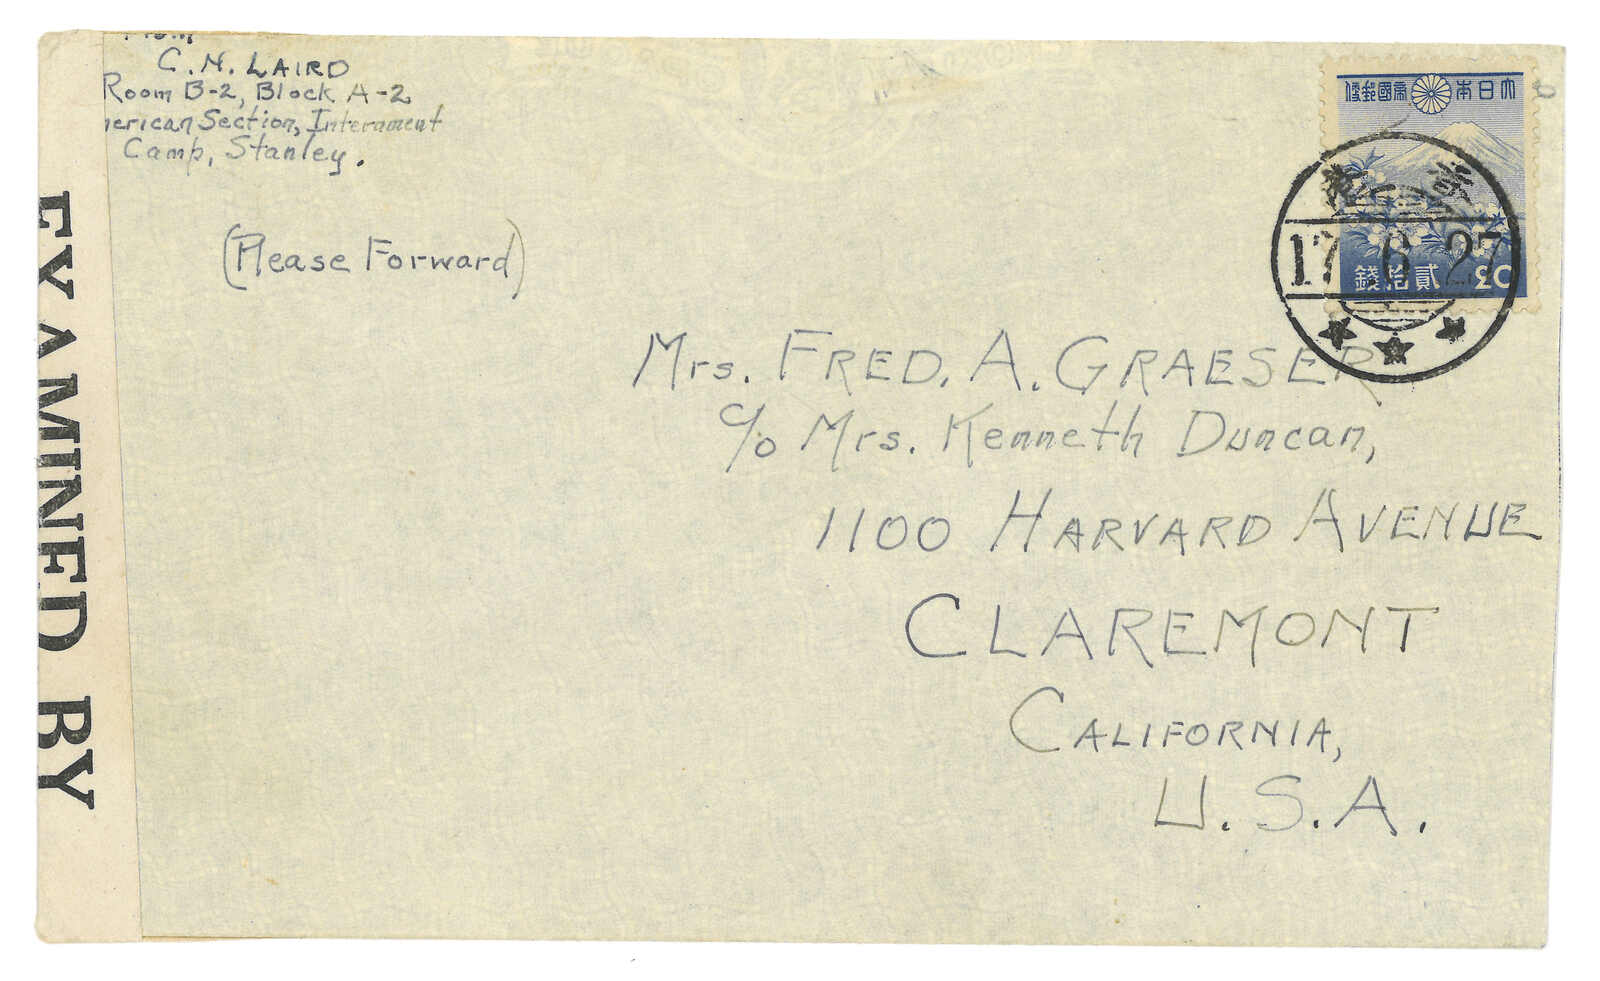 From
C. N. LAIRD
Room B-2, Block A-2
merican Section, Internment
Camp, Stanley.
(Please Forward)
大日本 帝國郵便
17 6 27
貳拾錢 20
Mrs. FRED. A. GRAESER
c/o Mrs. Kenneth Duncan,
1100 HARVARD AVENUE
CLAREMONT
CALIFORNIA,
U.S.A.
EXAMINED BY